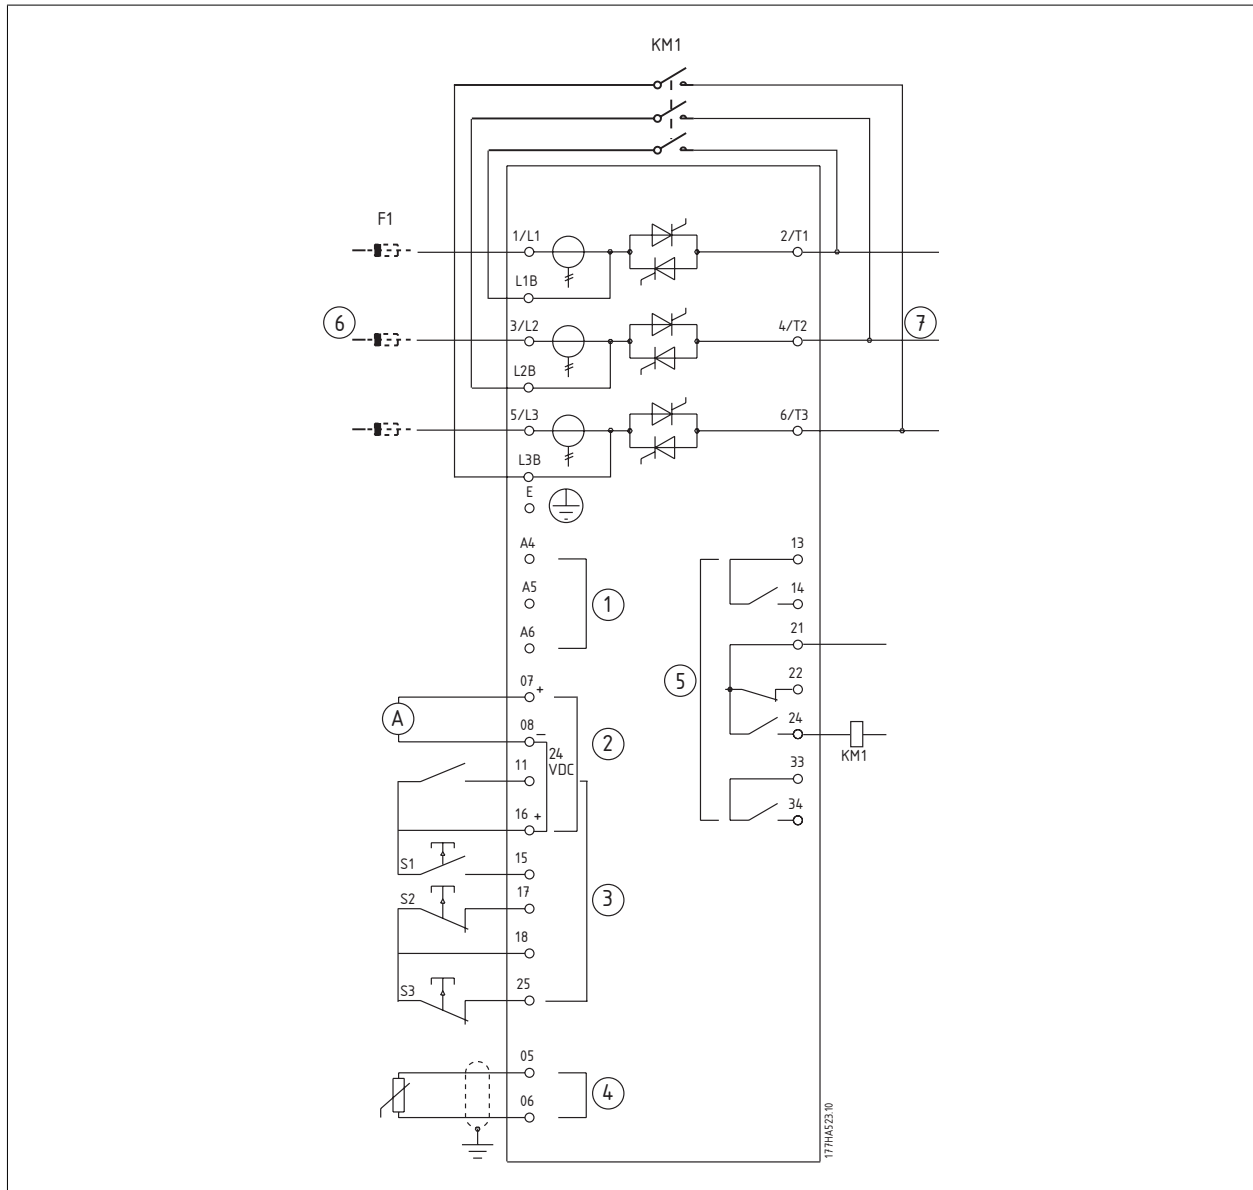 KM1
F1
1/L1
2/T1
L1B
6
3/L2
4/T2
7
L2B
5/L3
6/T3
L3B
E
A4
13
A5
1
14
A6
21
07 +
5
22
A
08 –
2
24
24
VDC
KM1
11
33
16 +
34
S1
15
S2
17
3
18
S3
25
05
4
06
177HA523.10